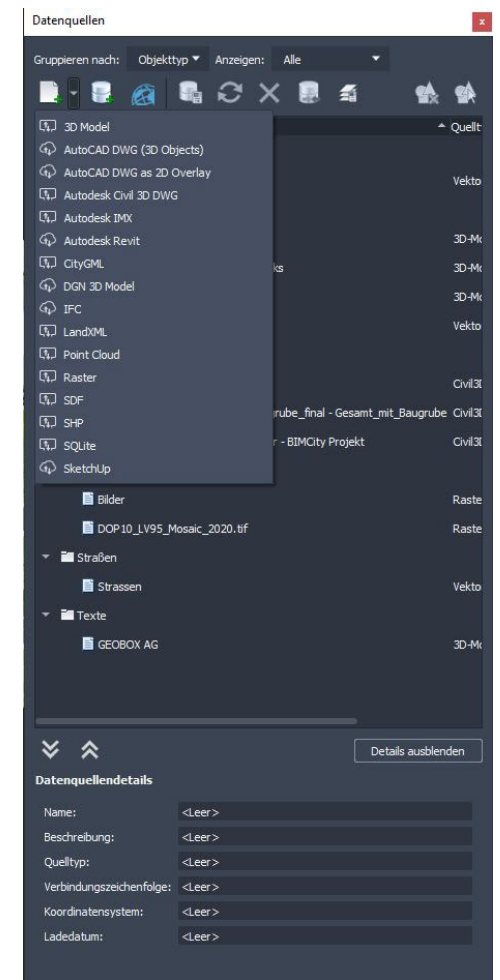 Datenquellen
x
Gruppieren nach: Objekttyp Anzeigen: Alle
3D Model Quellt
AutoCAD DWG (3D Objects)
AutoCAD DWG as 2D Overlay Vekto
Autodesk Civil 3D DWG
Autodesk IMX
Autodesk Revit 3D-Mo
CityGML ks 3D-Mo
DGN 3D Model 3D-Mo
IFC
LandXML Vekto
Point Cloud
Raster Civil3D
SDF
SHP rube_final - Gesamt_mit_Baugrube Civil3D
SQLite r - BIMCity Projekt Civil3D
SketchUp
Bilder Raste
DOP10_LV95_Mosaic_2020.tif Raste
Straßen
Strassen Vekto
Texte
GEOBOX AG 3D-Mo
Details ausblenden
Datenquellendetails
Name: <Leer>
Beschreibung: <Leer>
Quelltyp: <Leer>
Verbindungszeichenfolge: <Leer>
Koordinatensystem: <Leer>
Ladedatum: <Leer>